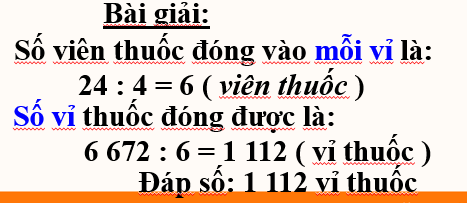 Bài giải:
Số viên thuốc đóng vào mỗi vỉ là:
24 : 4 = 6 ( viên thuốc )
Số vỉ thuốc đóng được là:
6 672 : 6 = 1 112 ( vỉ thuốc )
Đáp số: 1 112 vỉ thuốc